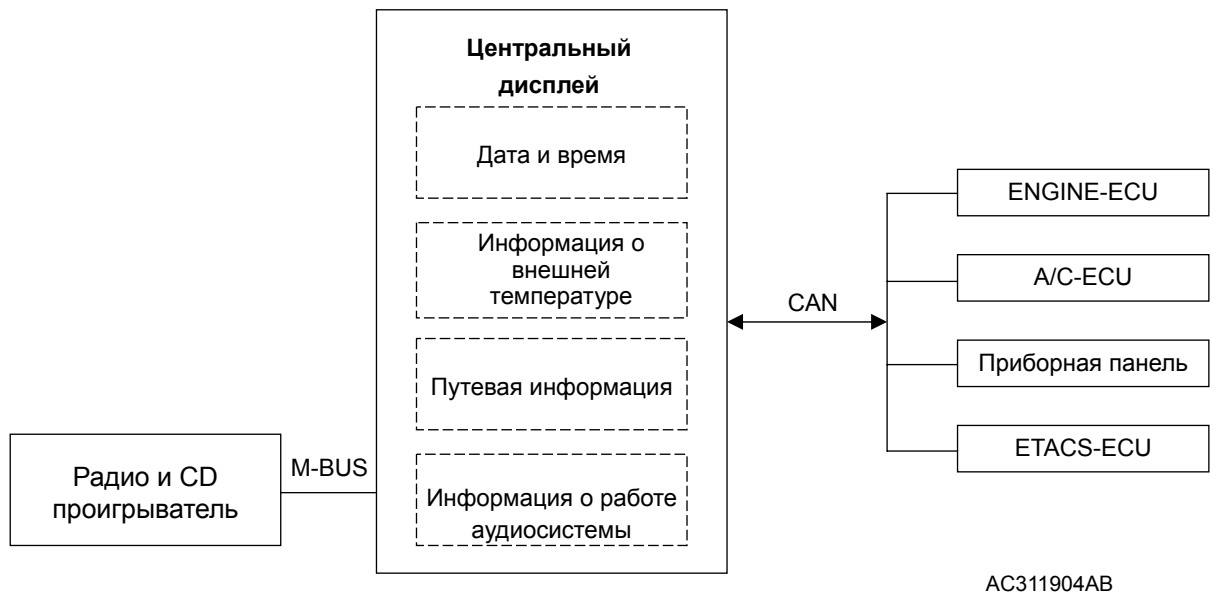 Центральный
дисплей
Дата и время
Информация о
внешней
температуре
Путевая информация
Информация о работе
аудиосистемы
Радио и CD
проигрыватель
M-BUS
CAN
ENGINE-ECU
A/C-ECU
Приборная панель
ETACS-ECU
AC311904AB